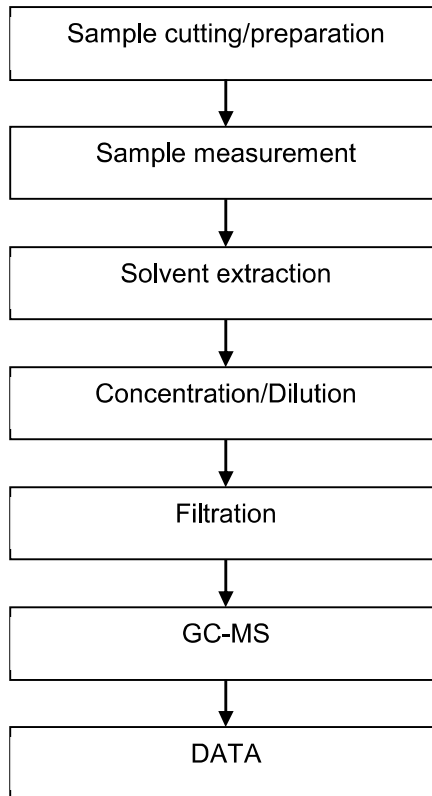 Sample cutting/preparation
Sample measurement
Solvent extraction
Concentration/Dilution
Filtration
GC-MS
DATA